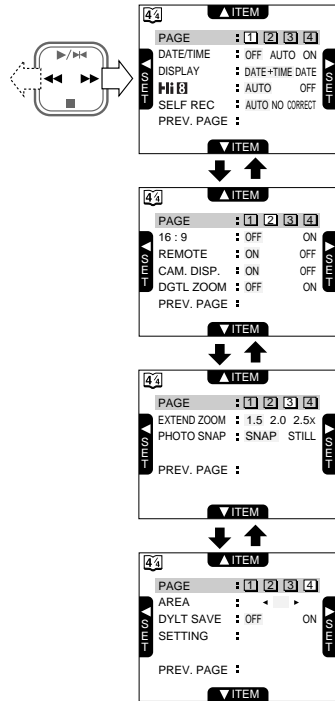 ▲ITEM
PAGE : 1 2 3 4
DATE/TIME : OFF AUTO ON
DISPLAY : DATE+TIME DATE
Hi8 : AUTO OFF
SELF REC : AUTO NO CORRECT
PREV. PAGE :
SET
SET
▼ITEM
▲ITEM
PAGE : 1 2 3 4
16 : 9 : OFF ON
REMOTE : ON OFF
CAM. DISP. : ON OFF
DGTL ZOOM : OFF ON
PREV. PAGE :
SET
SET
▼ITEM
▲ITEM
PAGE : 1 2 3 4
EXTEND ZOOM : 1.5 2.0 2.5x
PHOTO SNAP : SNAP STILL
PREV. PAGE :
SET
SET
▼ITEM
▲ITEM
PAGE : 1 2 3 4
AREA : ◂ ▸
DYLT SAVE : OFF ON
SETTING :
PREV. PAGE :
SET
SET
▼ITEM